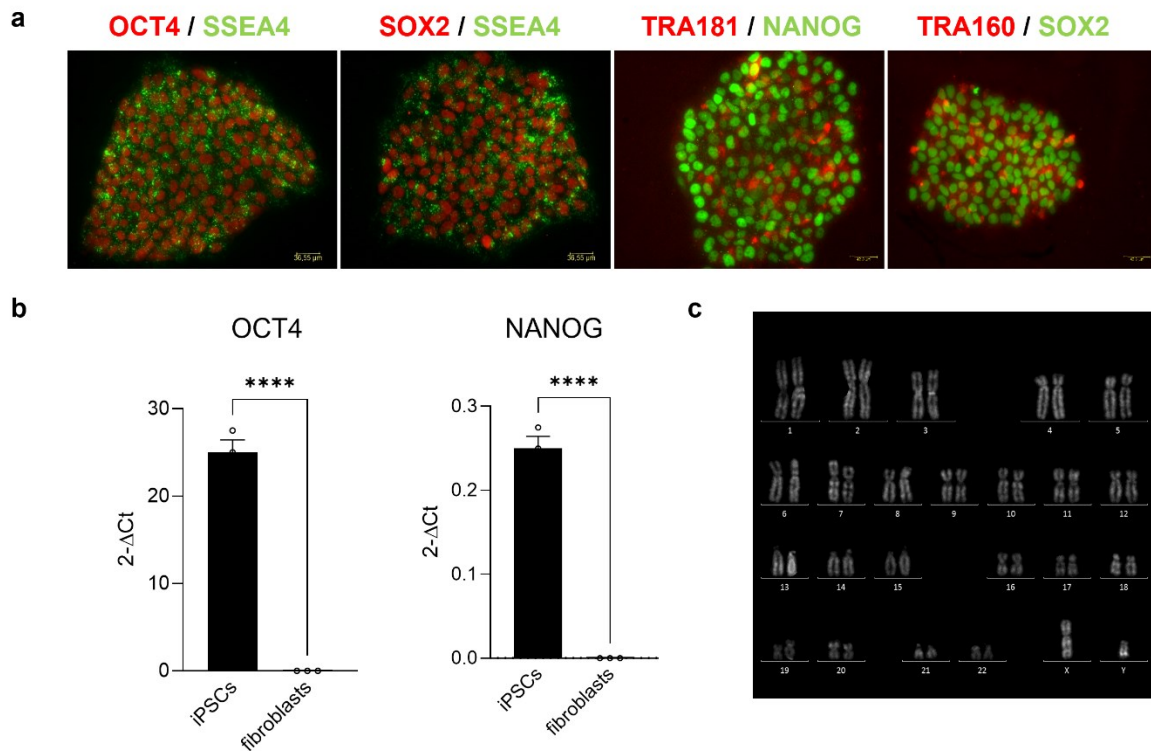 a
OCT4 / SSEA4
SOX2 / SSEA4
TRA181 / NANOG
TRA160 / SOX2
36,55 µm
36,55 µm
b
OCT4
2-ΔCt
30
20
10
0
****
iPSCs
fibroblasts
NANOG
2-ΔCt
0.3
0.2
0.1
0.0
****
iPSCs
fibroblasts
c
1 2 3 4 5
6 7 8 9 10 11 12
13 14 15 16 17 18
19 20 21 22 X Y